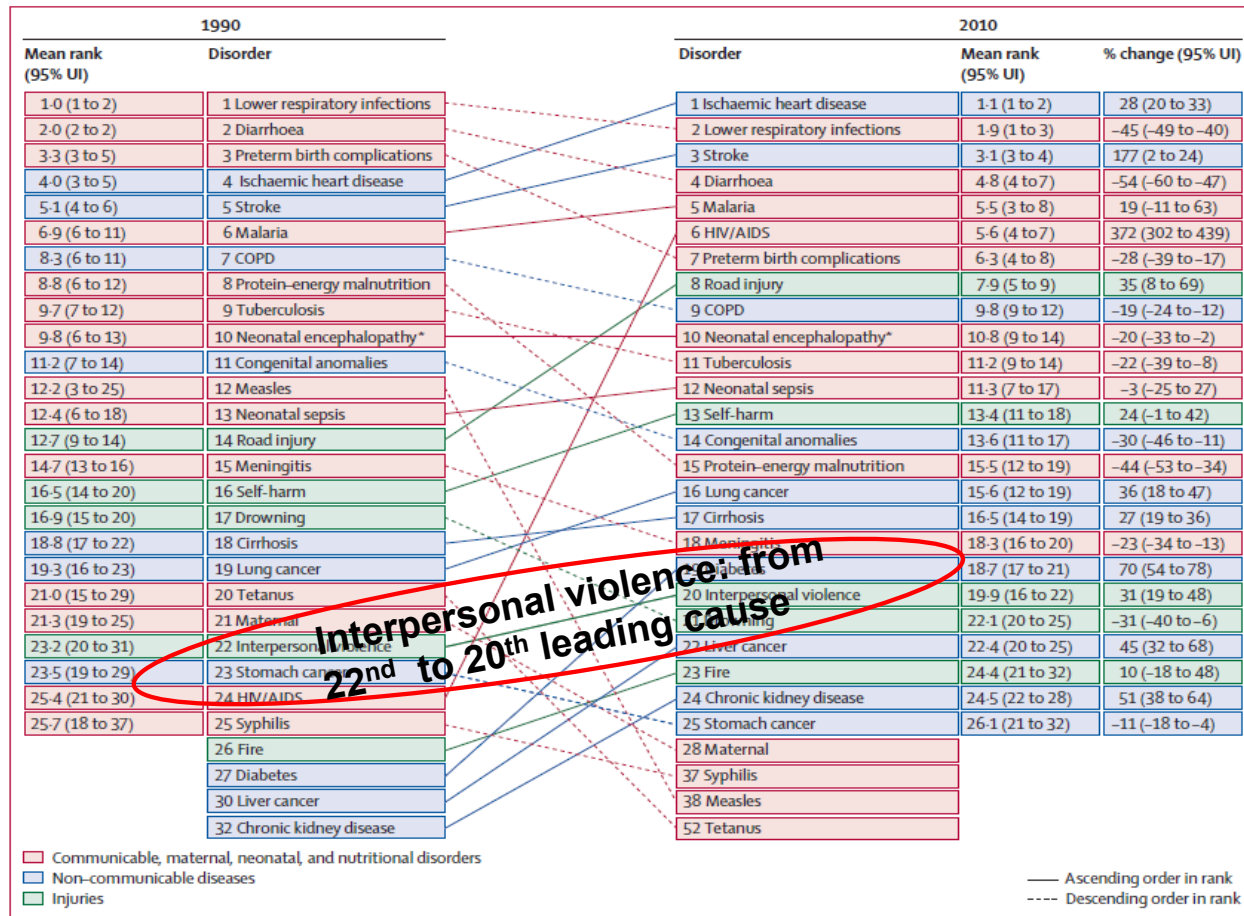 1990
2010
Mean rank (95% UI) Disorder
Disorder Mean rank (95% UI) % change (95% UI)
1·0 (1 to 2) 1 Lower respiratory infections 1 Ischaemic heart disease 1·1 (1 to 2) 28 (20 to 33)
2·0 (2 to 2) 2 Diarrhoea 2 Lower respiratory infections 1·9 (1 to 3) –45 (–49 to –40)
3·3 (3 to 5) 3 Preterm birth complications 3 Stroke 3·1 (3 to 4) 177 (2 to 24)
4·0 (3 to 5) 4 Ischaemic heart disease 4 Diarrhoea 4·8 (4 to 7) –54 (–60 to –47)
5·1 (4 to 6) 5 Stroke 5 Malaria 5·5 (3 to 8) 19 (–11 to 63)
6·9 (6 to 11) 6 Malaria 6 HIV/AIDS 5·6 (4 to 7) 372 (302 to 439)
8·3 (6 to 11) 7 COPD 7 Preterm birth complications 6·3 (4 to 8) –28 (–39 to –17)
8·8 (6 to 12) 8 Protein–energy malnutrition 8 Road injury 7·9 (5 to 9) 35 (8 to 69)
9·7 (7 to 12) 9 Tuberculosis 9 COPD 9·8 (9 to 12) –19 (–24 to –12)
9·8 (6 to 13) 10 Neonatal encephalopathy* 10 Neonatal encephalopathy* 10·8 (9 to 14) –20 (–33 to –2)
11·2 (7 to 14) 11 Congenital anomalies 11 Tuberculosis 11·2 (9 to 14) –22 (–39 to –8)
12·2 (3 to 25) 12 Measles 12 Neonatal sepsis 11·3 (7 to 17) –3 (–25 to 27)
12·4 (6 to 18) 13 Neonatal sepsis 13 Self-harm 13·4 (11 to 18) 24 (–1 to 42)
12·7 (9 to 14) 14 Road injury 14 Congenital anomalies 13·6 (11 to 17) –30 (–46 to –11)
14·7 (13 to 16) 15 Meningitis 15 Protein–energy malnutrition 15·5 (12 to 19) –44 (–53 to –34)
16·5 (14 to 20) 16 Self-harm 16 Lung cancer 15·6 (12 to 19) 36 (18 to 47)
16·9 (15 to 20) 17 Drowning 17 Cirrhosis 16·5 (14 to 19) 27 (19 to 36)
18·8 (17 to 22) 18 Cirrhosis 18 Meningitis 18·3 (16 to 20) –23 (–34 to –13)
19·3 (16 to 23) 19 Lung cancer 19 Diabetes 18·7 (17 to 21) 70 (54 to 78)
21·0 (15 to 29) 20 Tetanus 20 Interpersonal violence 19·9 (16 to 22) 31 (19 to 48)
21·3 (19 to 25) 21 Maternal 21 Drowning 22·1 (20 to 25) –31 (–40 to –6)
23·2 (20 to 31) 22 Interpersonal violence 22 Liver cancer 22·4 (20 to 25) 45 (32 to 68)
23·5 (19 to 29) 23 Stomach cancer 23 Fire 24·4 (21 to 32) 10 (–18 to 48)
25·4 (21 to 30) 24 HIV/AIDS 24 Chronic kidney disease 24·5 (22 to 28) 51 (38 to 64)
25·7 (18 to 37) 25 Syphilis 25 Stomach cancer 26·1 (21 to 32) –11 (–18 to –4)
26 Fire 28 Maternal
27 Diabetes 37 Syphilis
30 Liver cancer 38 Measles
32 Chronic kidney disease 52 Tetanus
Interpersonal violence: from
22nd to 20th leading cause
Communicable, maternal, neonatal, and nutritional disorders
Non–communicable diseases
Injuries
Ascending order in rank
Descending order in rank